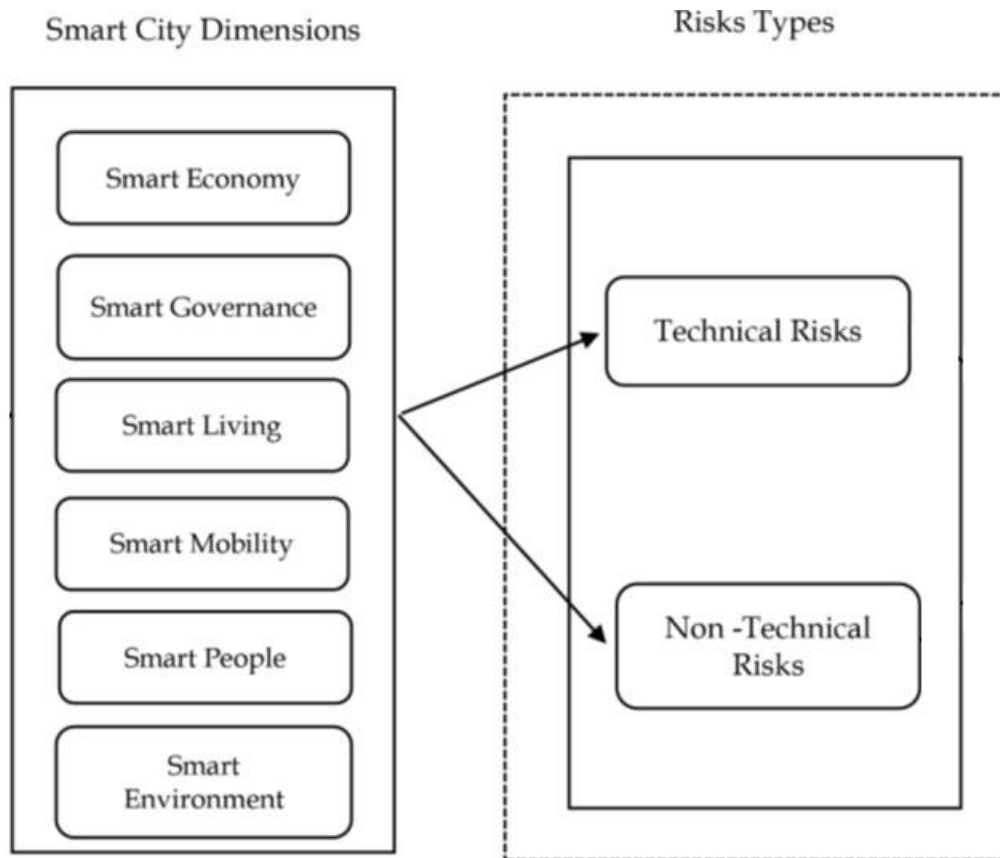 Smart City Dimensions
Risks Types
Smart Economy
Smart Governance
Smart Living
Smart Mobility
Smart People
Smart
Environment
Technical Risks
Non -Technical
Risks